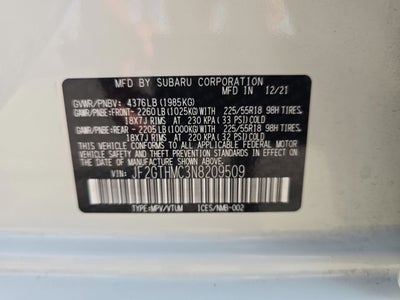 MFD. BY SUBARU CORPORATION 12/21
GVWR/PNBV: 4376LB(1985KG)
GAWR/PNBE:FRONT- 2260LB(1025KG)WITH 225/55R18 98H TIRES,
18X7J RIMS AT 230 KPA(33 PSI)COLD
GAWR/PNBE:REAR - 2205LB(1000KG)WITH 225/55R18 98H TIRES,
18X7J RIMS AT 220 KPA(32 PSI)COLD
THIS VEHICLE CONFORMS TO ALL APPLICABLE FEDERAL MOTOR
VEHICLE SAFETY, BUMPER, AND THEFT PREVENTION STANDARDS IN EFFECT ON
THE DATE OF MANUFACTURE SHOWN ABOVE.
VIN: JF2GTHMC3N8209509
TYPE:MPV/VTUM ICES/NMB-002